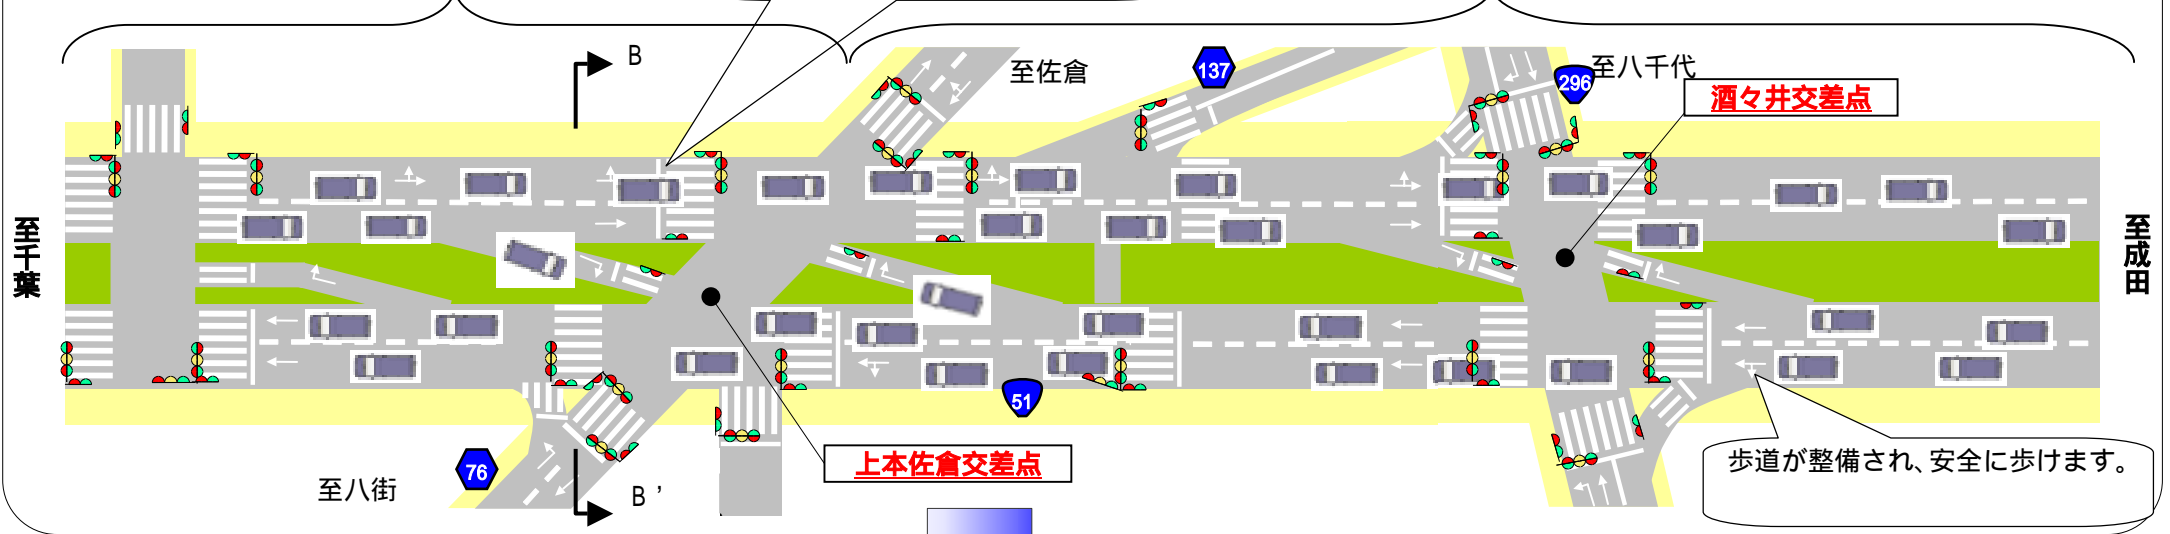 B
至佐倉
137
296
至八千代
酒々井交差点
至千葉
至成田
51
上本佐倉交差点
歩道が整備され、安全に歩けます。
76
至八街
B’